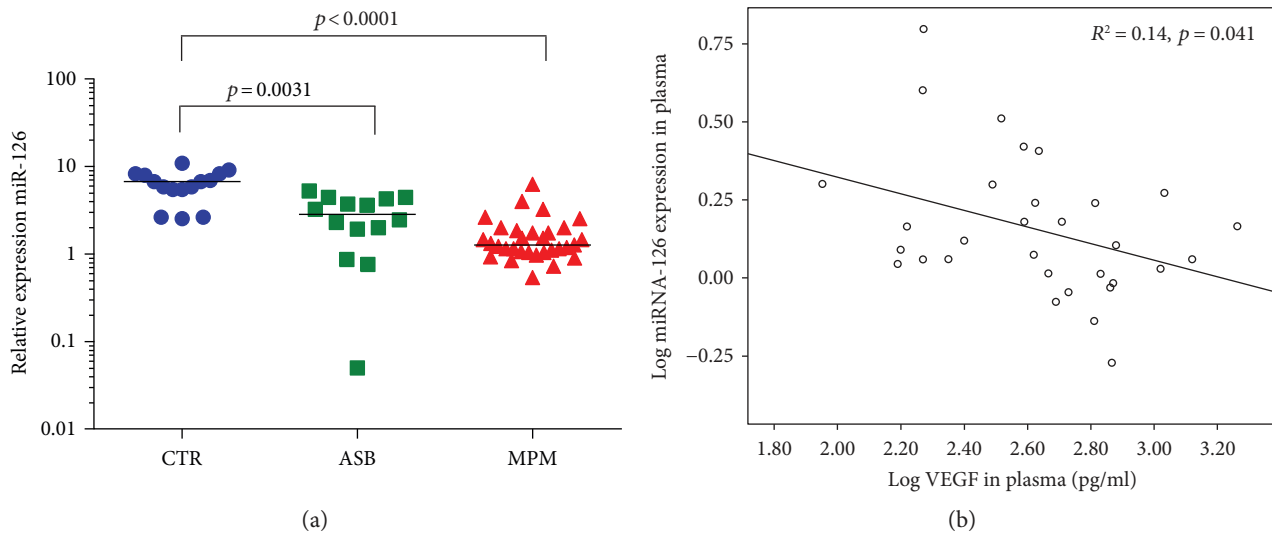 p < 0.0001
p = 0.0031
Relative expression miR-126
100
10
1
0.1
0.01
CTR
ASB
MPM
(a)
R² = 0.14, p = 0.041
Log miRNA-126 expression in plasma
0.75
0.50
0.25
0.00
−0.25
1.80 2.00 2.20 2.40 2.60 2.80 3.00 3.20
Log VEGF in plasma (pg/ml)
(b)